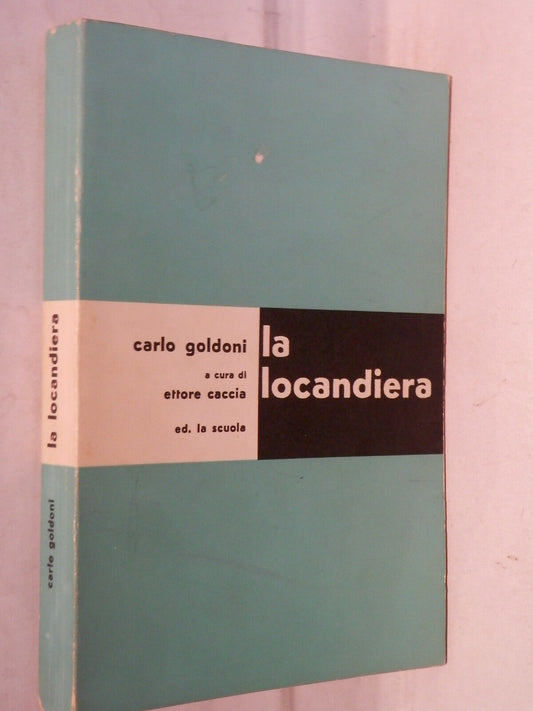 carlo goldoni
a cura di
ettore caccia
ed. la scuola
la
locandiera
la locandiera
carlo goldoni